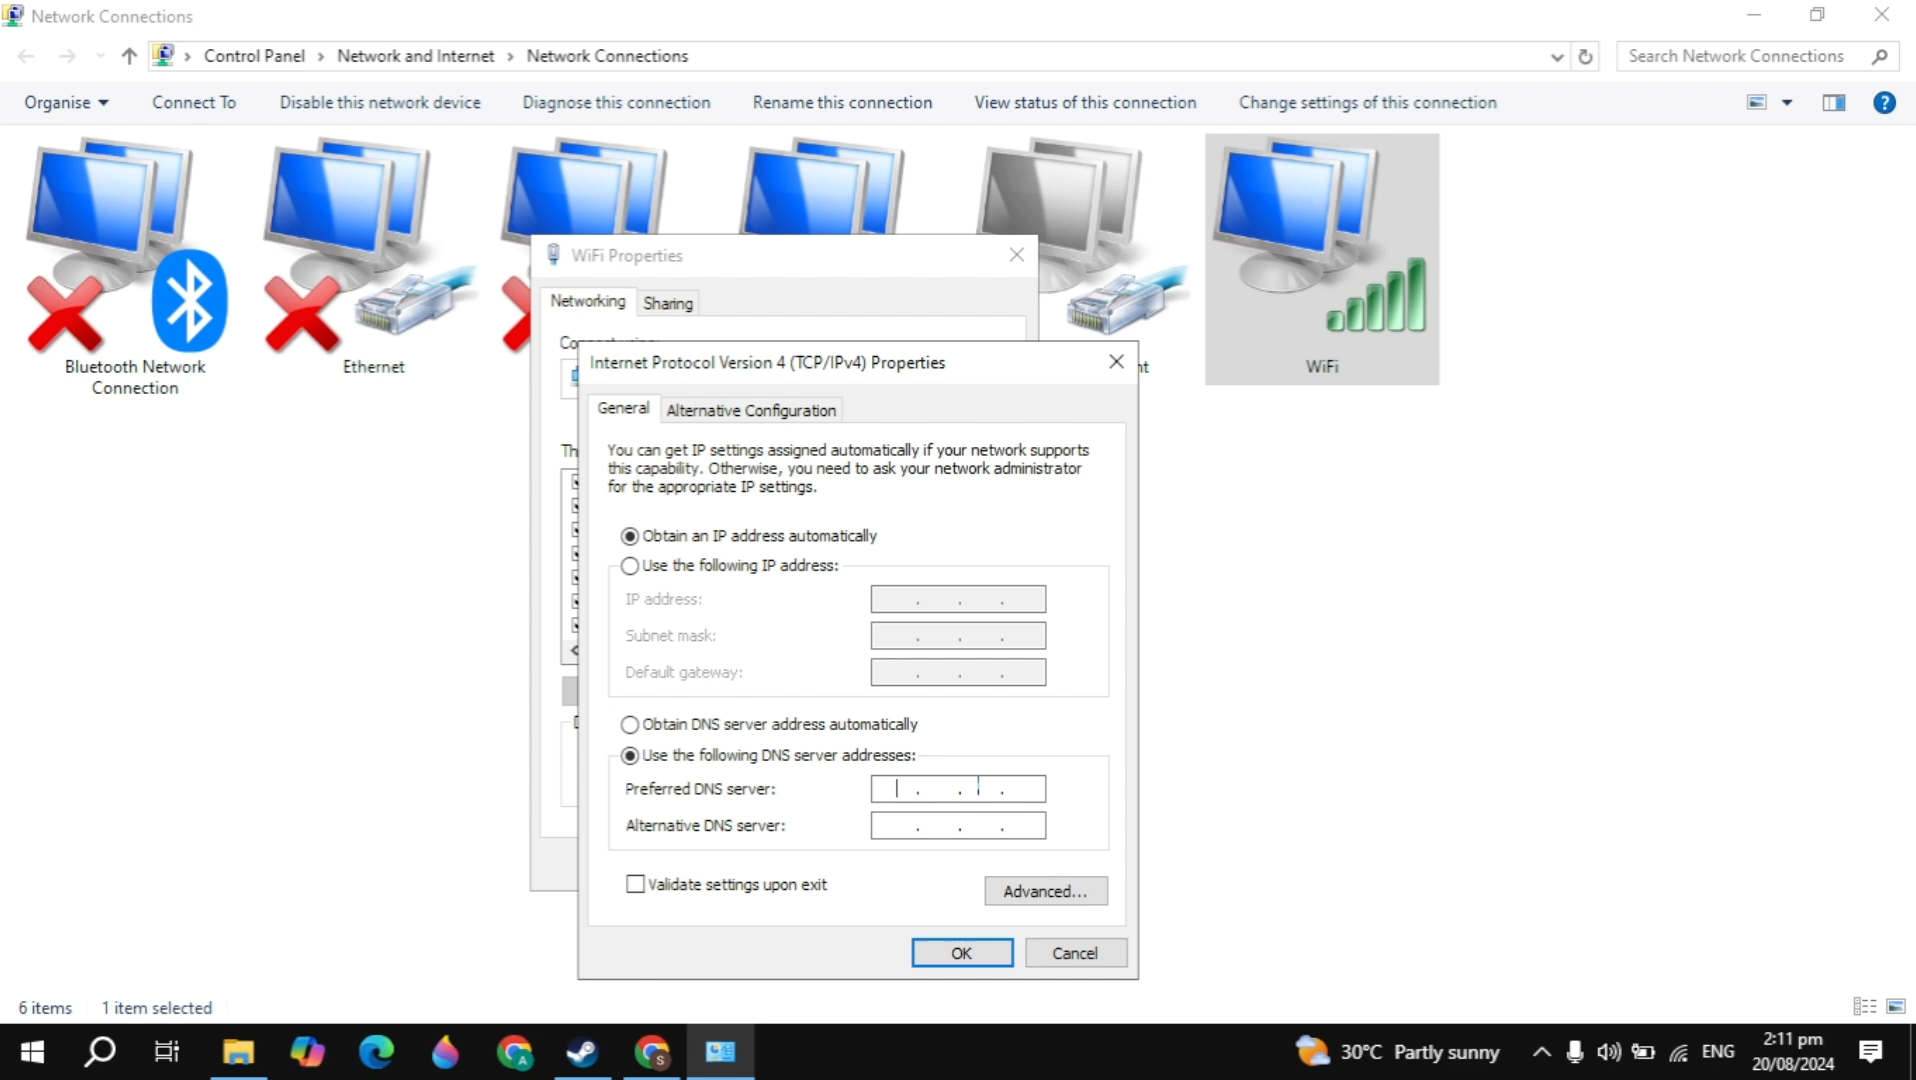 Network Connections
Control Panel > Network and Internet > Network Connections
Search Network Connections
Organise
Connect To
Disable this network device
Diagnose this connection
Rename this connection
View status of this connection
Change settings of this connection
Bluetooth Network
Connection
Ethernet
WiFi
WiFi Properties
Networking
Sharing
Internet Protocol Version 4 (TCP/IPv4) Properties
General
Alternative Configuration
You can get IP settings assigned automatically if your network supports
this capability. Otherwise, you need to ask your network administrator
for the appropriate IP settings.
Obtain an IP address automatically
Use the following IP address:
IP address:
Subnet mask:
Default gateway:
Obtain DNS server address automatically
Use the following DNS server addresses:
Preferred DNS server:
Alternative DNS server:
Validate settings upon exit
Advanced...
OK
Cancel
6 items
1 item selected
30°C Partly sunny
ENG
2:11 pm
20/08/2024